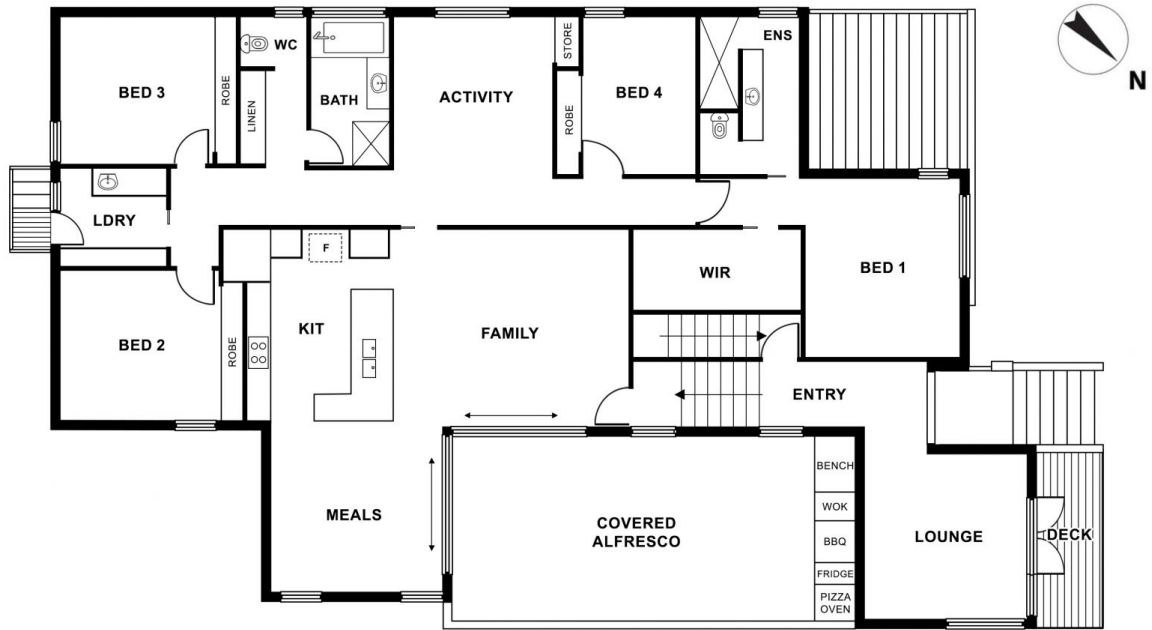 WC
ENS
STORE
N
BED 3
ROBE
LINEN
BATH
ACTIVITY
ROBE
BED 4
LDRY
F
WIR
BED 1
KIT
FAMILY
BED 2
ROBE
ENTRY
BENCH
MEALS
COVERED
ALFRESCO
WOK
BBQ
FRIDGE
PIZZA
OVEN
LOUNGE
DECK